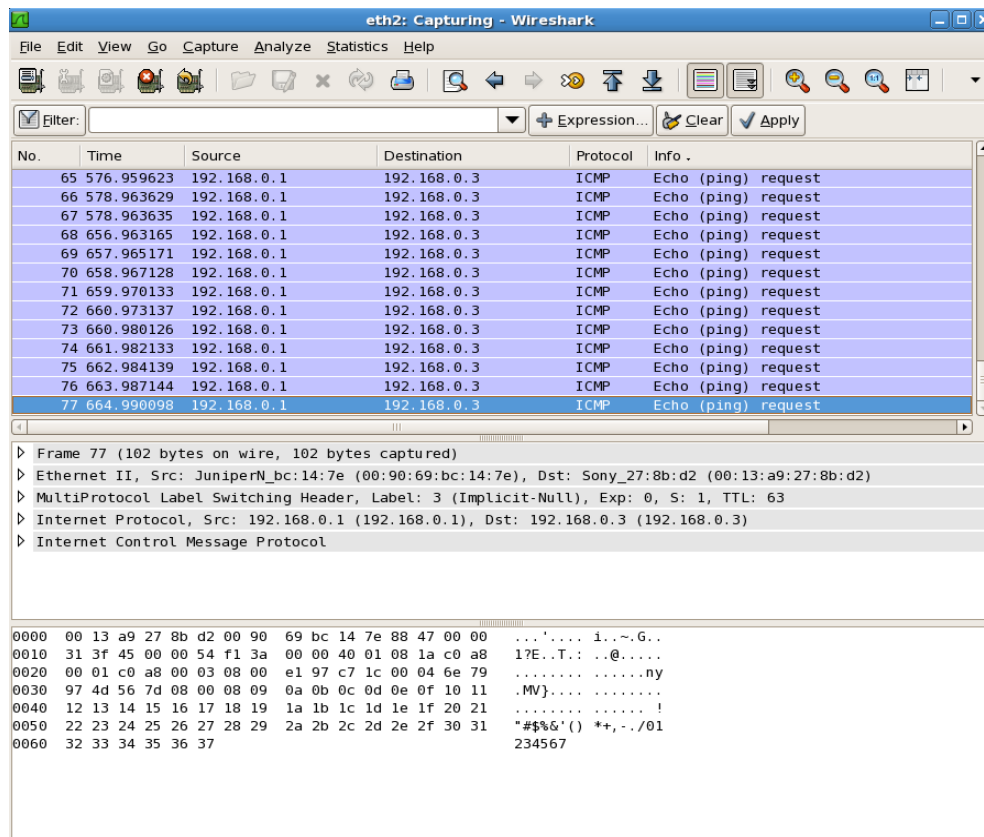 eth2: Capturing - Wireshark
File Edit View Go Capture Analyze Statistics Help
Filter: Expression... Clear Apply
No. Time Source Destination Protocol Info .
65 576.959623 192.168.0.1 192.168.0.3 ICMP Echo (ping) request
66 578.963629 192.168.0.1 192.168.0.3 ICMP Echo (ping) request
67 578.963635 192.168.0.1 192.168.0.3 ICMP Echo (ping) request
68 656.963165 192.168.0.1 192.168.0.3 ICMP Echo (ping) request
69 657.965171 192.168.0.1 192.168.0.3 ICMP Echo (ping) request
70 658.967128 192.168.0.1 192.168.0.3 ICMP Echo (ping) request
71 659.970133 192.168.0.1 192.168.0.3 ICMP Echo (ping) request
72 660.973137 192.168.0.1 192.168.0.3 ICMP Echo (ping) request
73 660.980126 192.168.0.1 192.168.0.3 ICMP Echo (ping) request
74 661.982133 192.168.0.1 192.168.0.3 ICMP Echo (ping) request
75 662.984139 192.168.0.1 192.168.0.3 ICMP Echo (ping) request
76 663.987144 192.168.0.1 192.168.0.3 ICMP Echo (ping) request
77 664.990098 192.168.0.1 192.168.0.3 ICMP Echo (ping) request
Frame 77 (102 bytes on wire, 102 bytes captured)
Ethernet II, Src: JuniperN_bc:14:7e (00:90:69:bc:14:7e), Dst: Sony_27:8b:d2 (00:13:a9:27:8b:d2)
MultiProtocol Label Switching Header, Label: 3 (Implicit-Null), Exp: 0, S: 1, TTL: 63
Internet Protocol, Src: 192.168.0.1 (192.168.0.1), Dst: 192.168.0.3 (192.168.0.3)
Internet Control Message Protocol
0000 00 13 a9 27 8b d2 00 90 69 bc 14 7e 88 47 00 00 ...'.... i..~.G..
0010 31 3f 45 00 00 54 f1 3a 00 00 40 01 08 1a c0 a8 1?E..T.: ..@.....
0020 00 01 c0 a8 00 03 08 00 e1 97 c7 1c 00 04 6e 79 ........ ......ny
0030 97 4d 56 7d 08 00 08 09 0a 0b 0c 0d 0e 0f 10 11 .MV}.... ........
0040 12 13 14 15 16 17 18 19 1a 1b 1c 1d 1e 1f 20 21 ........ ...... !
0050 22 23 24 25 26 27 28 29 2a 2b 2c 2d 2e 2f 30 31 "#$%&'() *+,-./01
0060 32 33 34 35 36 37 234567